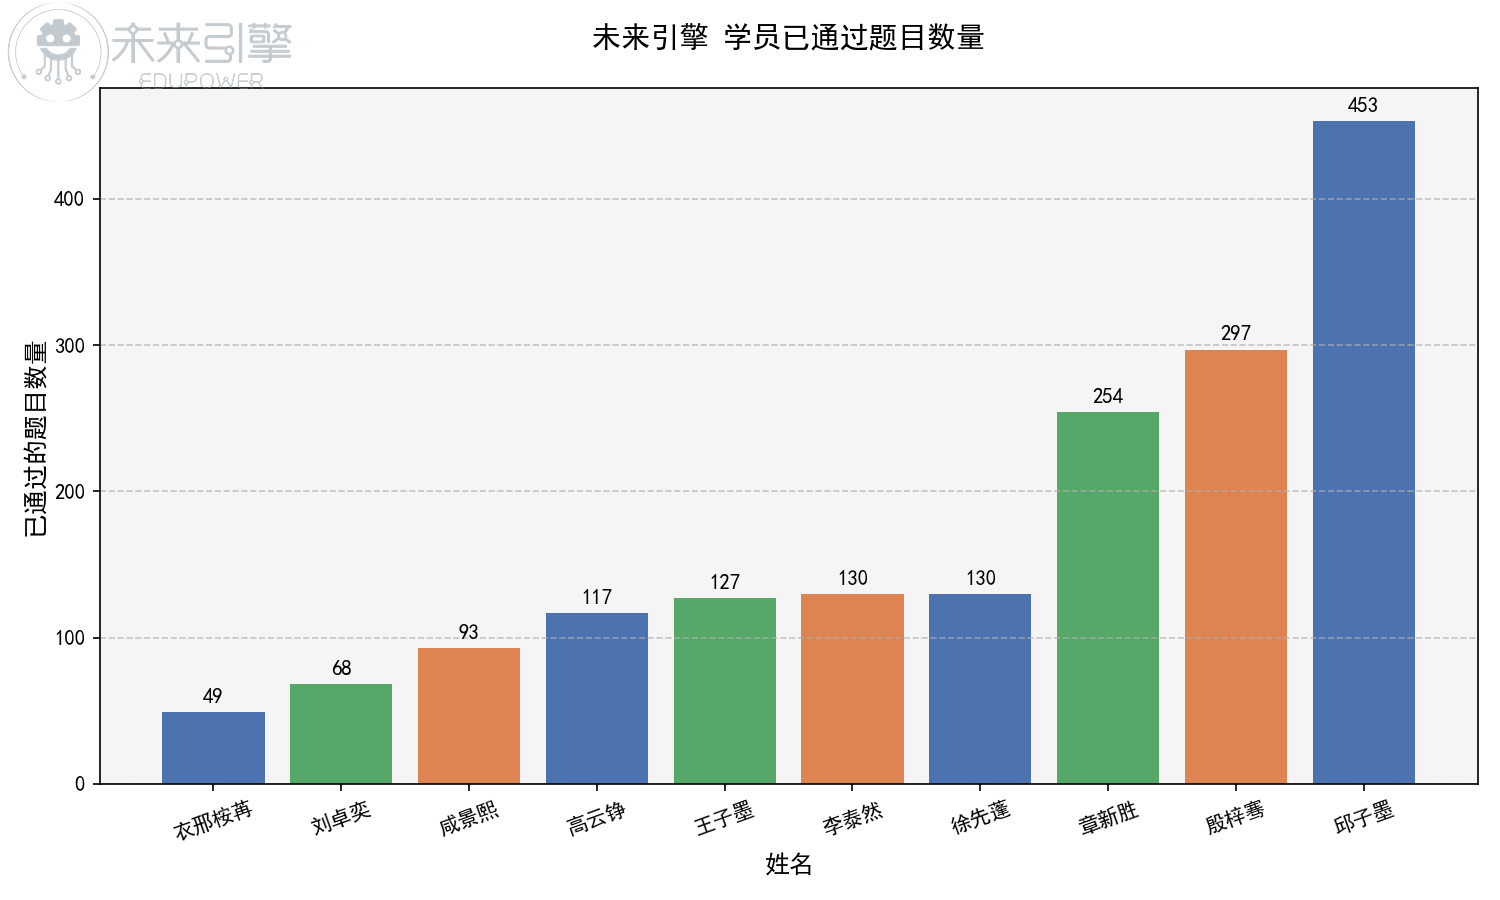 未来引擎
EDUPOWER
未来引擎 学员已通过题目数量
已通过的题目数量
400
300
200
100
0
49
68
93
117
127
130
130
254
297
453
衣邢桉苒
刘卓奕
咸景熙
高云铮
王子墨
李泰然
徐先蓬
章新胜
殷梓骞
邱子墨
姓名